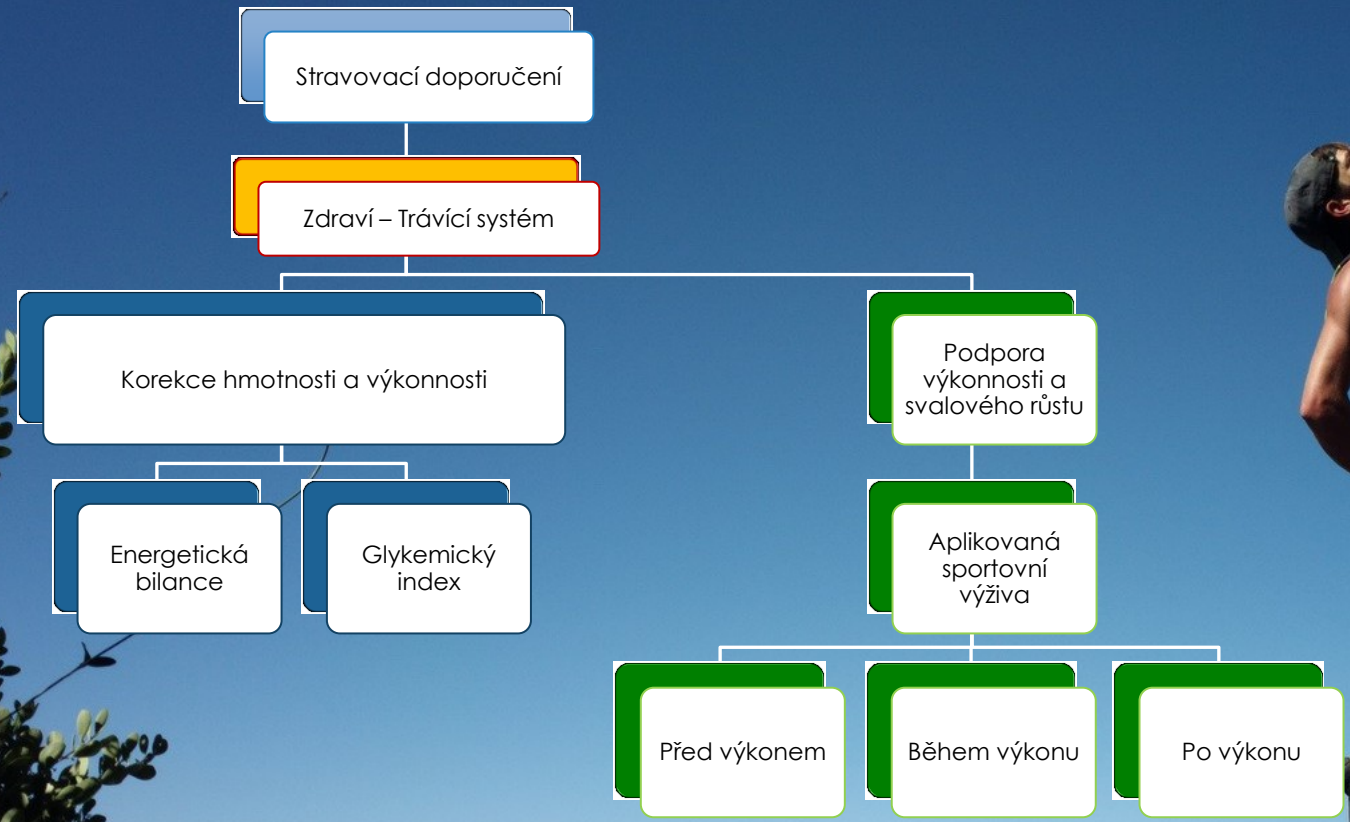 Stravovací doporučení
Zdraví – Trávící systém
Korekce hmotnosti a výkonnosti
Podpora
výkonnosti a
svalového růstu
Energetická
bilance
Glykemický
index
Aplikovaná
sportovní
výživa
Před výkonem
Během výkonu
Po výkonu